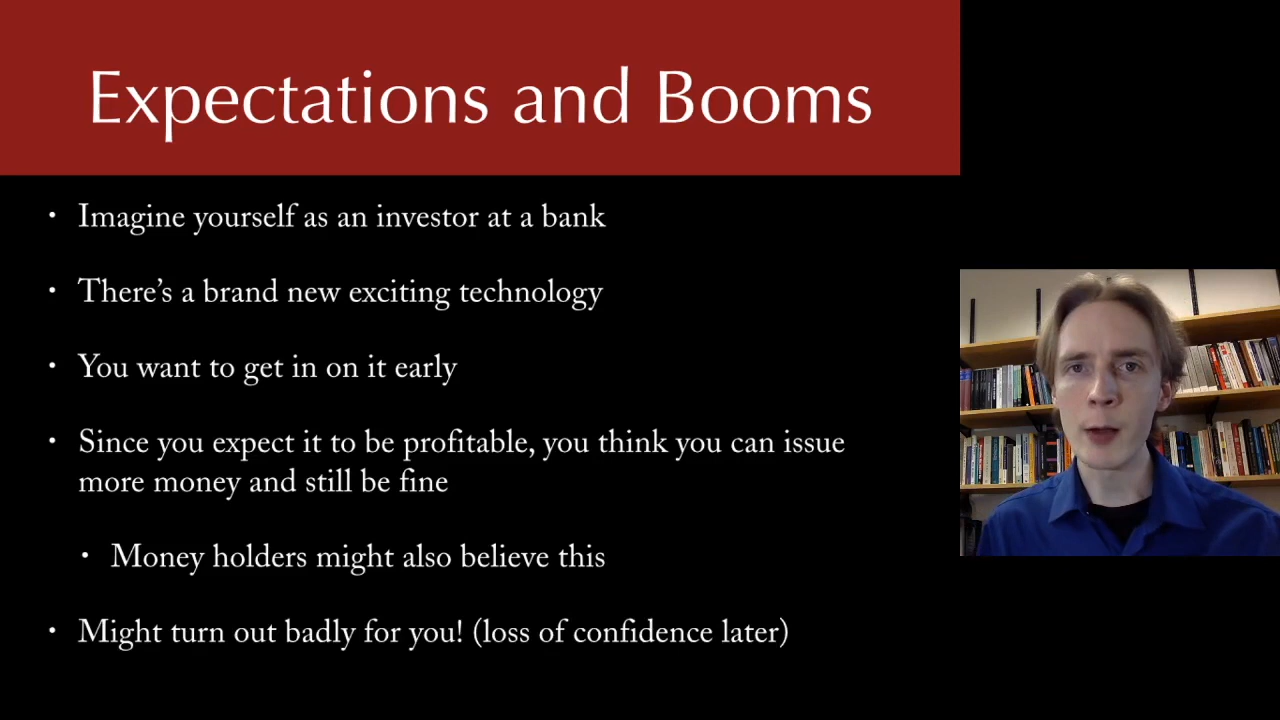 Expectations and Booms
• Imagine yourself as an investor at a bank
• There’s a brand new exciting technology
• You want to get in on it early
• Since you expect it to be profitable, you think you can issue
more money and still be fine
• Money holders might also believe this
• Might turn out badly for you! (loss of confidence later)